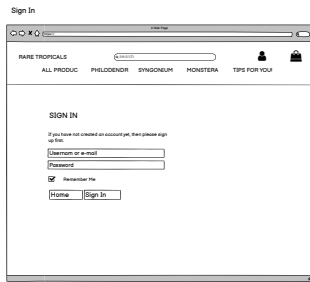 Sign In
A Web Page
https://
RARE TROPICALS
search
ALL PRODUC PHILODENDR SYNGONIUM MONSTERA TIPS FOR YOU!
SIGN IN
If you have not created an account yet, then please sign
up first.
Usernam or e-mail
Password
Remember Me
Home Sign In